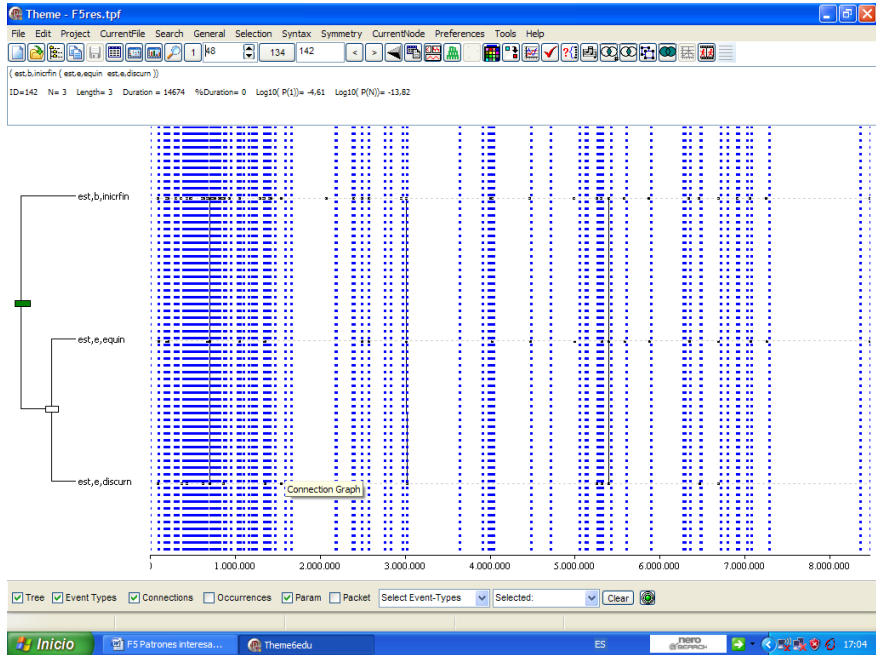 Theme - F5res.tpf
File Edit Project CurrentFile Search General Selection Syntax Symmetry CurrentNode Preferences Tools Help
1 48 134 142 < >
( est,b,inicrfin ( est,e,equin est,e,discurn ))
ID=142 N= 3 Length= 3 Duration = 14674 %Duration= 0 Log10( P(1))= -4,61 Log10( P(N))= -13,82
est,b,inicrfin
est,e,equin
est,e,discurn
Connection Graph
) 1.000.000 2.000.000 3.000.000 4.000.000 5.000.000 6.000.000 7.000.000 8.000.000
Tree Event Types Connections Occurrences Param Packet Select Event-Types Selected: Clear
Inicio F5 Patrones interesa... Theme6edu ES nero SEARCH 17:04